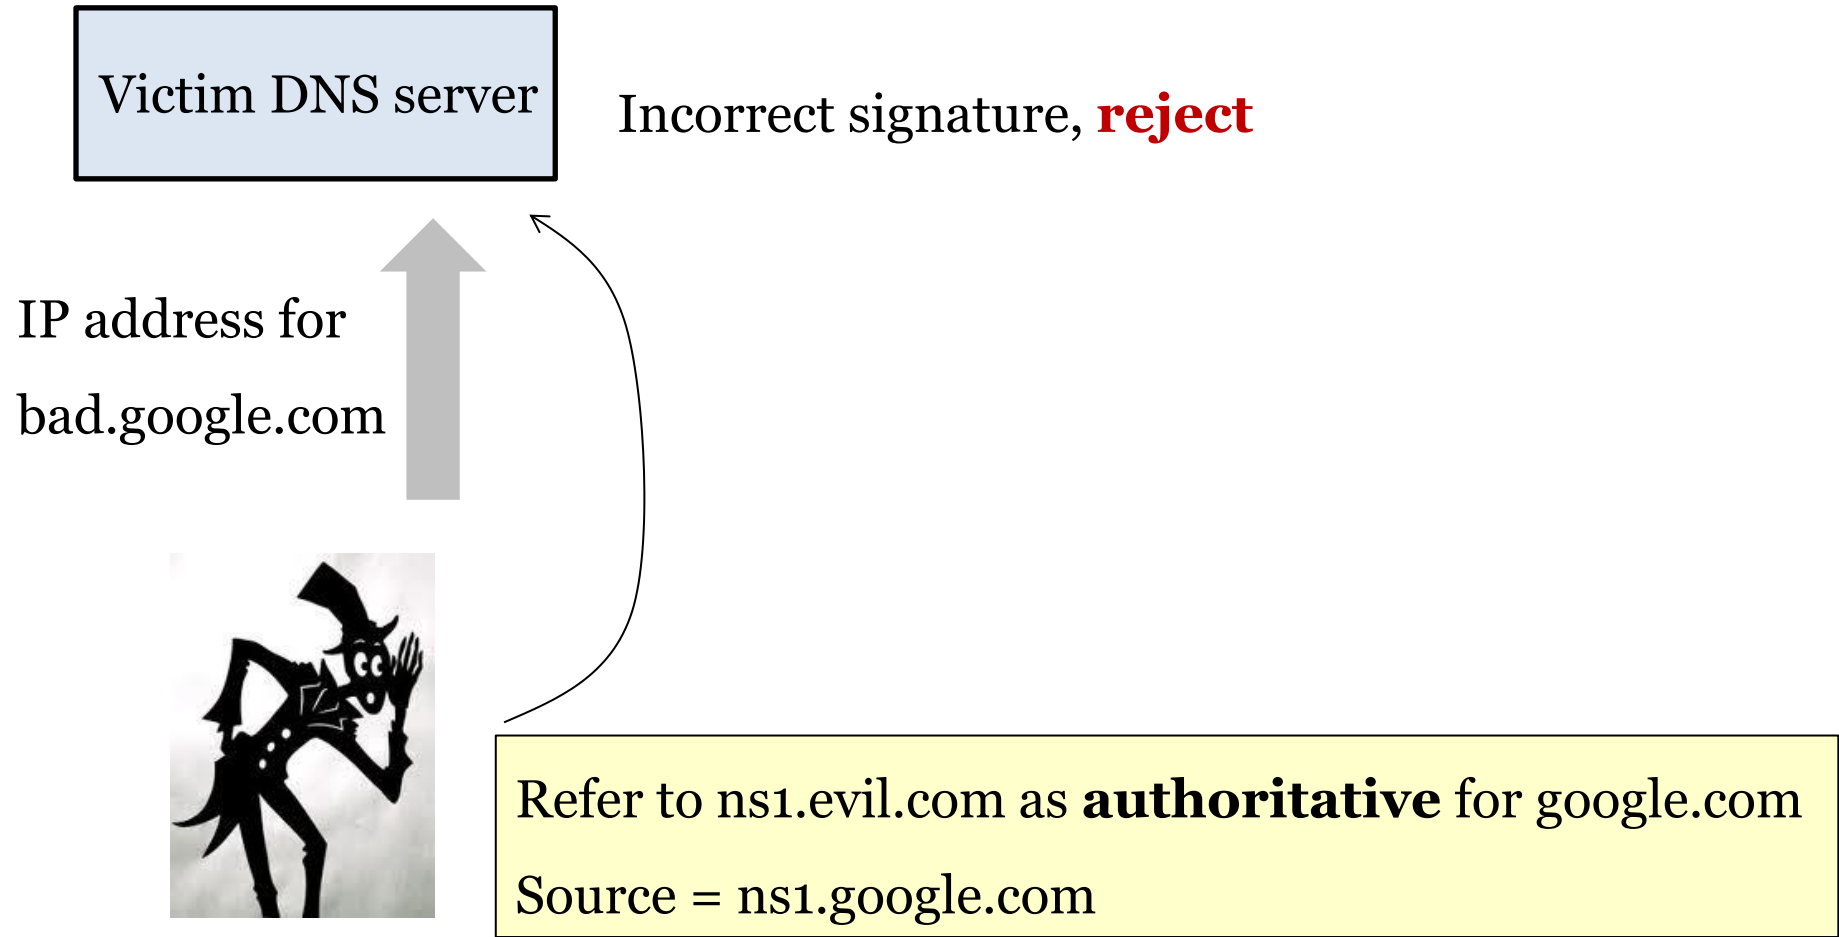 Victim DNS server
Incorrect signature, reject
IP address for
bad.google.com
Refer to ns1.evil.com as authoritative for google.com
Source = ns1.google.com